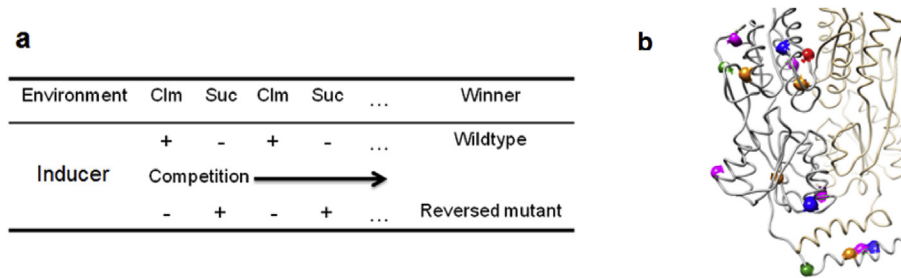 a
b
Environment Clm Suc Clm Suc ... Winner
+ - + - ... Wildtype
Inducer Competition
- + - + ... Reversed mutant